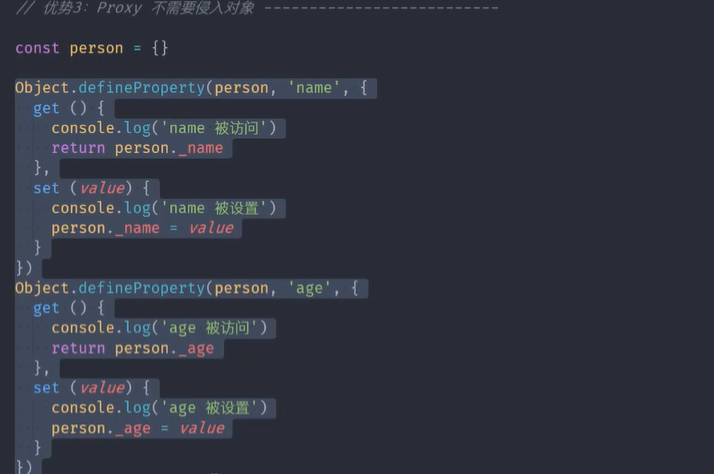 // 优势3: Proxy 不需要侵入对象 --------------------------
const person = {}
Object.defineProperty(person, 'name', {
  get () {
    console.log('name 被访问')
    return person._name
  },
  set (value) {
    console.log('name 被设置')
    person._name = value
  }
})
Object.defineProperty(person, 'age', {
  get () {
    console.log('age 被访问')
    return person._age
  },
  set (value) {
    console.log('age 被设置')
    person._age = value
  }
})